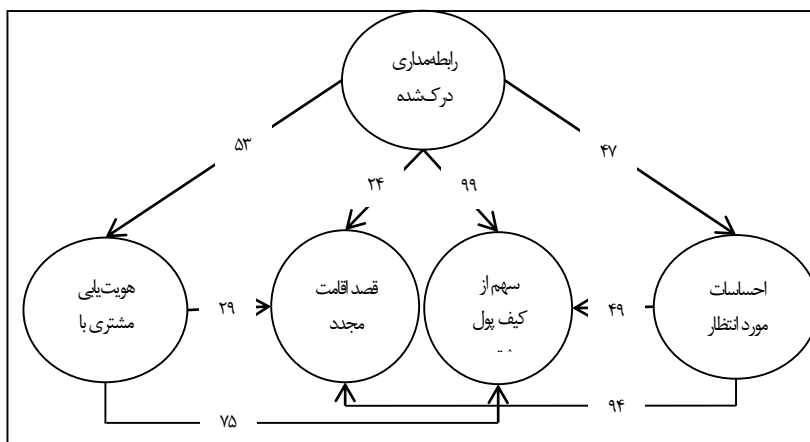 رابطه‌مداری
درک‌شده
۵۳
۴۷
۲۴
۹۹
هویت‌یابی
مشتری با
قصد اقامت
مجدد
سهم از
کیف پول
احساسات
مورد انتظار
۲۹
۴۹
۷۵
۹۴